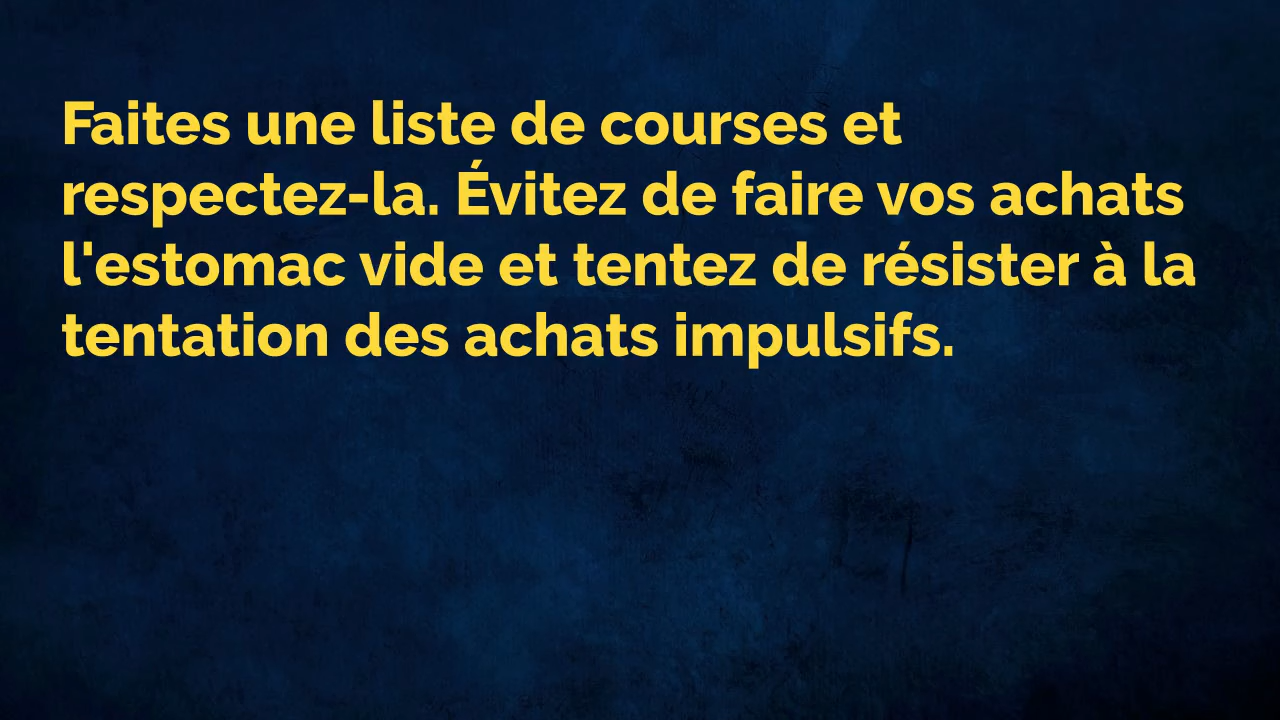 Faites une liste de courses et
respectez-la. Évitez de faire vos achats
l'estomac vide et tentez de résister à la
tentation des achats impulsifs.